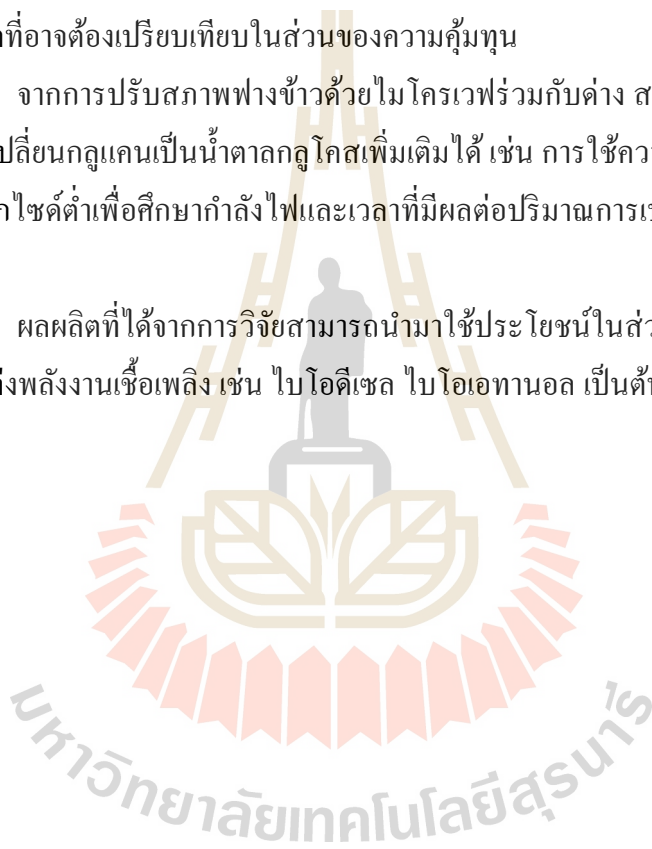 ที่อาจต้องเปรียบเทียบในส่วนของความคุ้มทุน
จากการปรับสภาพฟางข้าวด้วยไมโครเวฟร่วมกับด่าง
เปลี่ยนกลูแคนเป็นน้ำตาลกลูโคสเพิ่มเติมได้ เช่น การใช้
ไซด์ต่ำเพื่อศึกษากำลังไฟและเวลาที่มีผลต่อปริมาณการ
ผลผลิตที่ได้จากการวิจัยสามารถนำมาใช้ประโยชน์ใน
พลังงานเชื้อเพลิง เช่น ไบโอดีเซล ไบโอเอทานอล เป็นต้น
มหาวิทยาลัยเทคโนโลยีสุรนารี